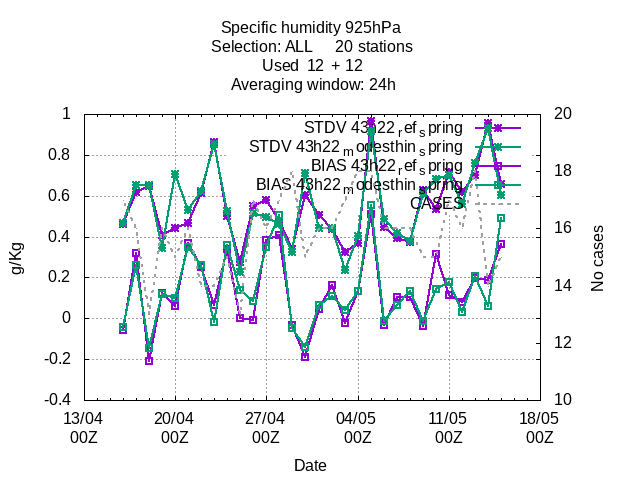 Specific humidity 925hPa
Selection: ALL 20 stations
Used 12 + 12
Averaging window: 24h
STDV 43h22_ref_spring
STDV 43h22_modesthin_spring
BIAS 43h22_ref_spring
BIAS 43h22_modesthin_spring
CASES
1
0.8
0.6
0.4
0.2
0
-0.2
-0.4
g/Kg
20
18
16
14
12
10
No cases
13/04 20/04 27/04 04/05 11/05 18/05
00Z 00Z 00Z 00Z 00Z 00Z
Date